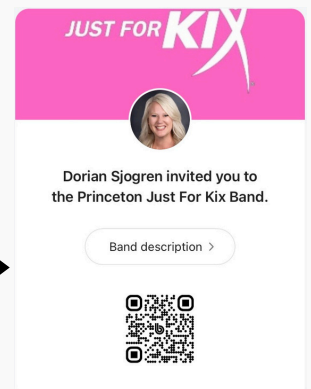 JUST FOR KIX
Dorian Sjogren invited you to
the Princeton Just For Kix Band.
Band description >
b